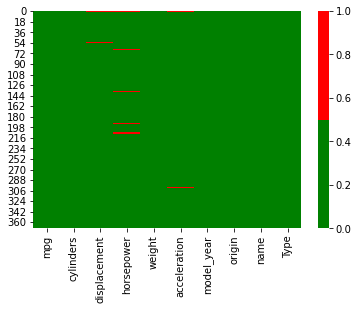 0
18
36
54
72
90
108
126
144
162
180
198
216
234
252
270
288
306
324
342
360
mpg
cylinders
displacement
horsepower
weight
acceleration
model_year
origin
name
Type
1.0
0.8
0.6
0.4
0.2
0.0